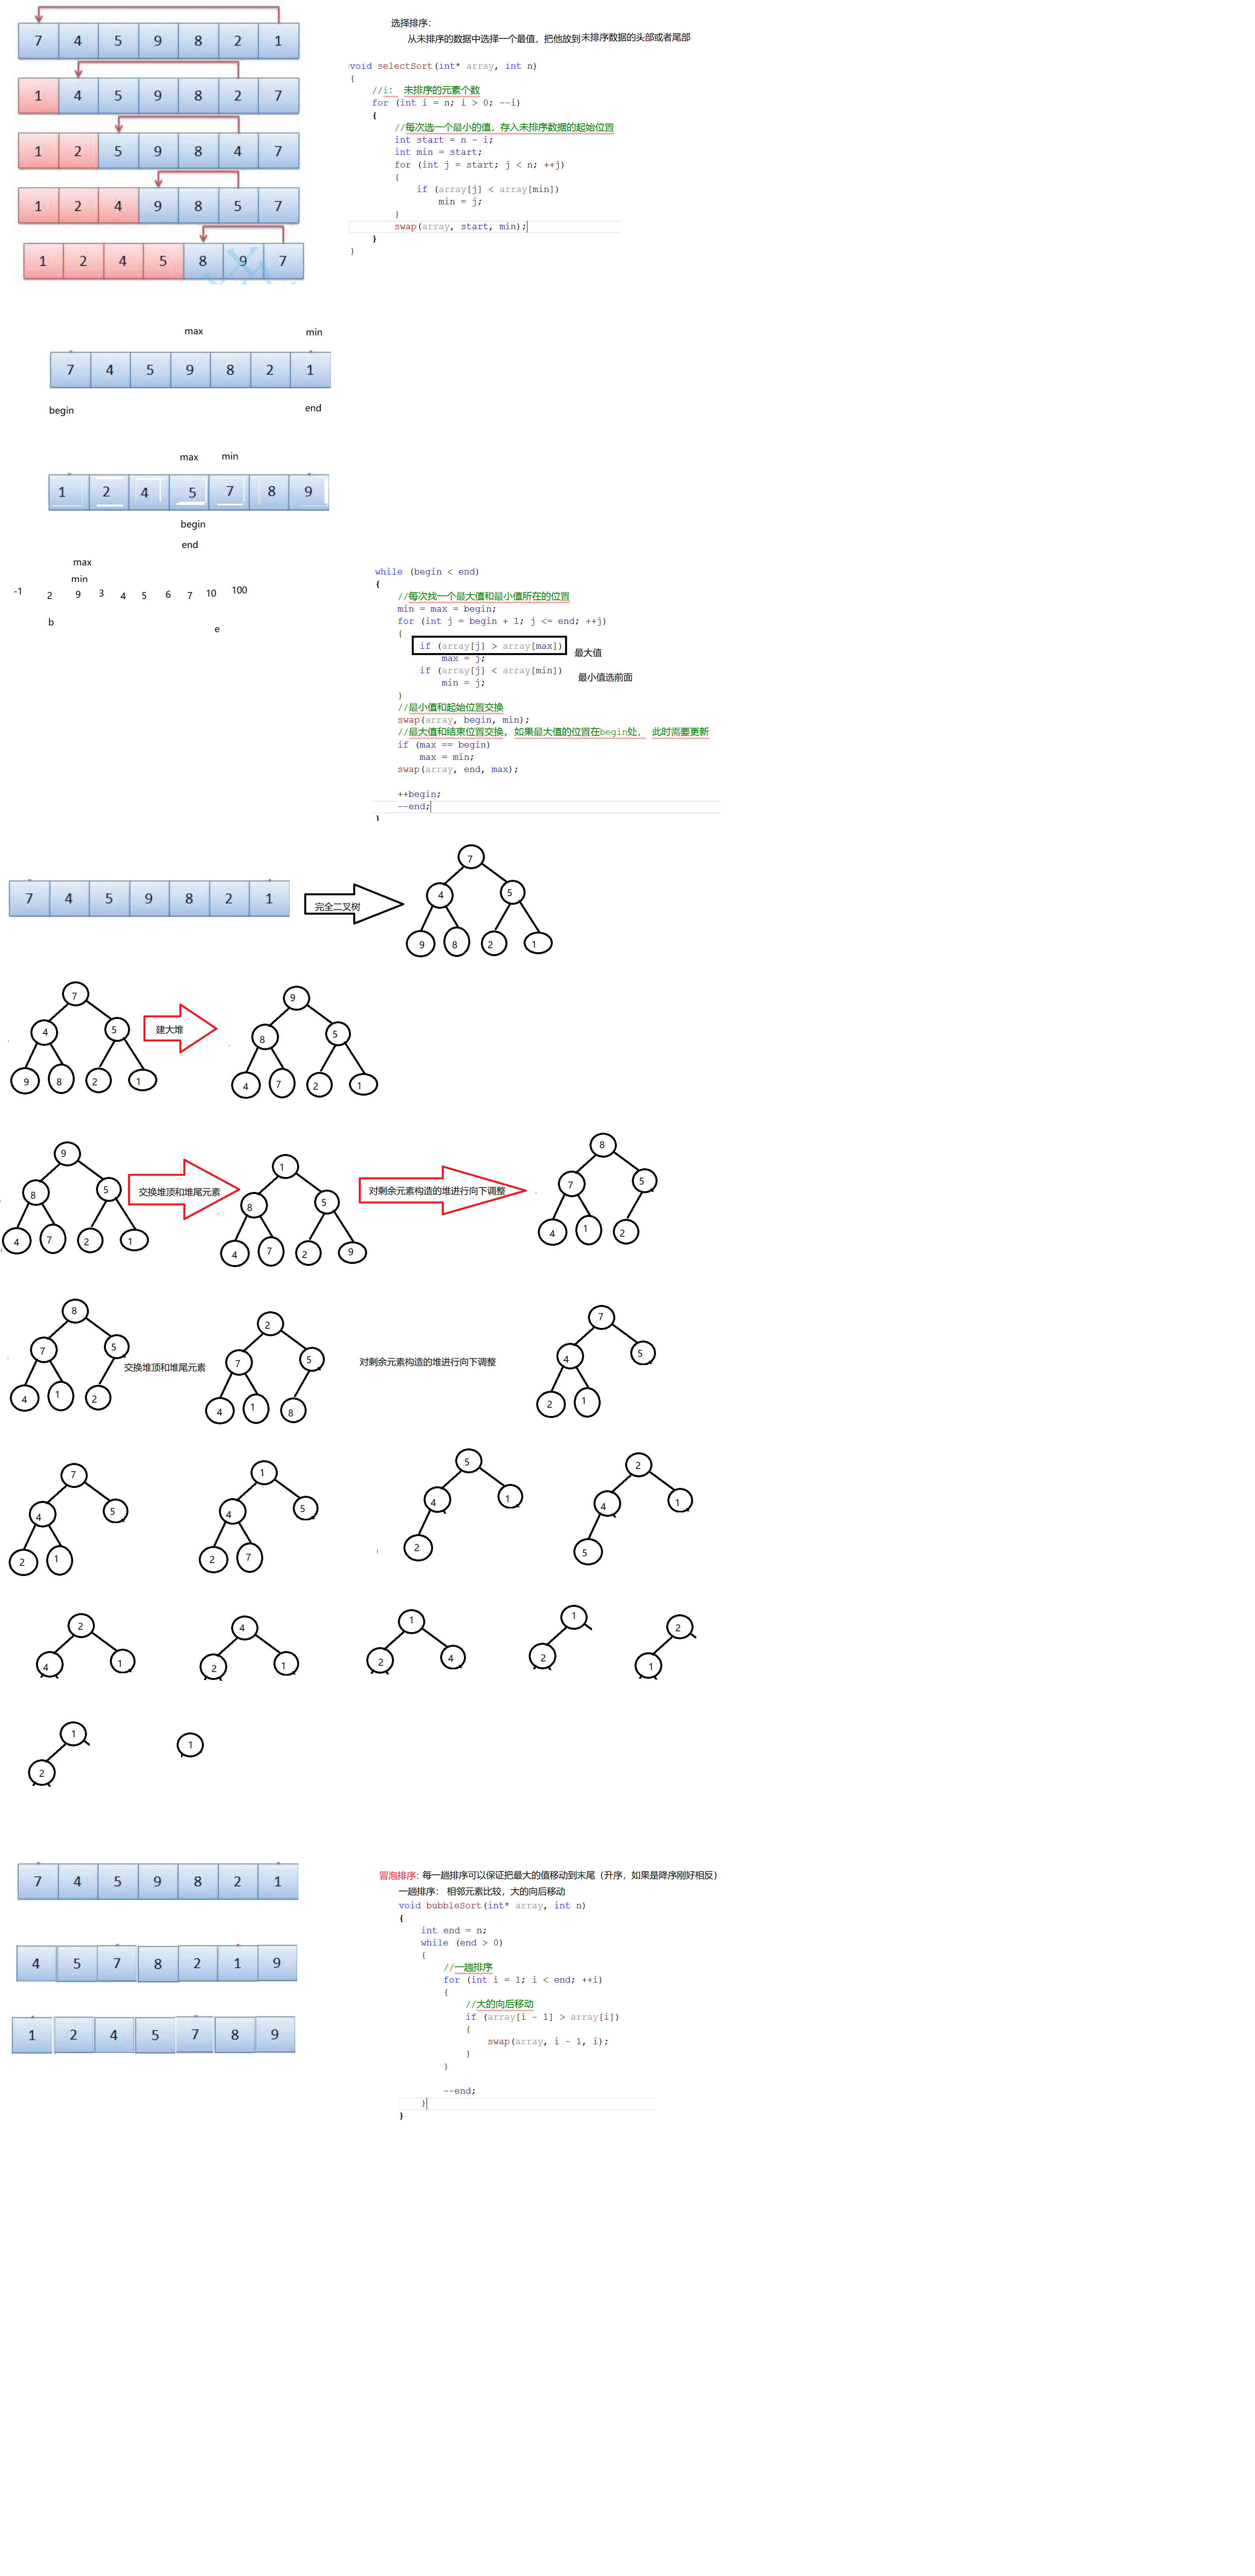 7 4 5 9 8 2 1
1 4 5 9 8 2 7
1 2 5 9 8 4 7
1 2 4 9 8 5 7
1 2 4 5 8 9 7
选择排序：
从未排序的数据中选择一个最值，把他放到未排序数据的头部或者尾部
void selectSort(int* array, int n)
{
//i： 未排序的元素个数
for (int i = n; i > 0; --i)
{
//每次选一个最小的值，存入未排序数据的起始位置
int start = n - i;
int min = start;
for (int j = start; j < n; ++j)
{
if (array[j] < array[min])
min = j;
}
swap(array, start, min);
}
}
max min
7 4 5 9 8 2 1
begin end
max min
1 2 4 5 7 8 9
begin
end
max
min
-1 2 9 3 4 5 6 7 10 100
b e
while (begin < end)
{
//每次找一个最大值和最小值所在的位置
min = max = begin;
for (int j = begin + 1; j <= end; ++j)
{
if (array[j] > array[max]) 最大值
max = j;
if (array[j] < array[min]) 最小值选前面
min = j;
}
//最小值和起始位置交换
swap(array, begin, min);
//最大值和结束位置交换，如果最大值的位置在begin处， 此时需要更新
if (max == begin)
max = min;
swap(array, end, max);
++begin;
--end;
}
7 4 5 9 8 2 1
完全二叉树
7
4 5
9 8 2 1
7
4 5
9 8 2 1
建大堆
9
8 5
4 7 2 1
9
8 5
4 7 2 1
交换堆顶和堆尾元素
1
8 5
4 7 2 9
对剩余元素构造的堆进行向下调整
8
7 5
4 1 2
8
7 5
4 1 2
交换堆顶和堆尾元素
2
7 5
4 1 8
对剩余元素构造的堆进行向下调整
7
4 5
2 1
7
4 5
2 1
1
4 5
2 7
5
4 1
2
2
4 1
5
2
4 1
4
2 1
1
2 4
1
2
2
1
1
2
1
7 4 5 9 8 2 1
4 5 7 8 2 1 9
1 2 4 5 7 8 9
冒泡排序：每一趟排序可以保证把最大的值移动到末尾（升序，如果是降序刚好相反）
一趟排序： 相邻元素比较，大的向后移动
void bubbleSort(int* array, int n)
{
int end = n;
while (end > 0)
{
//一趟排序
for (int i = 1; i < end; ++i)
{
//大的向后移动
if (array[i - 1] > array[i])
{
swap(array, i - 1, i);
}
}
--end;
}
}